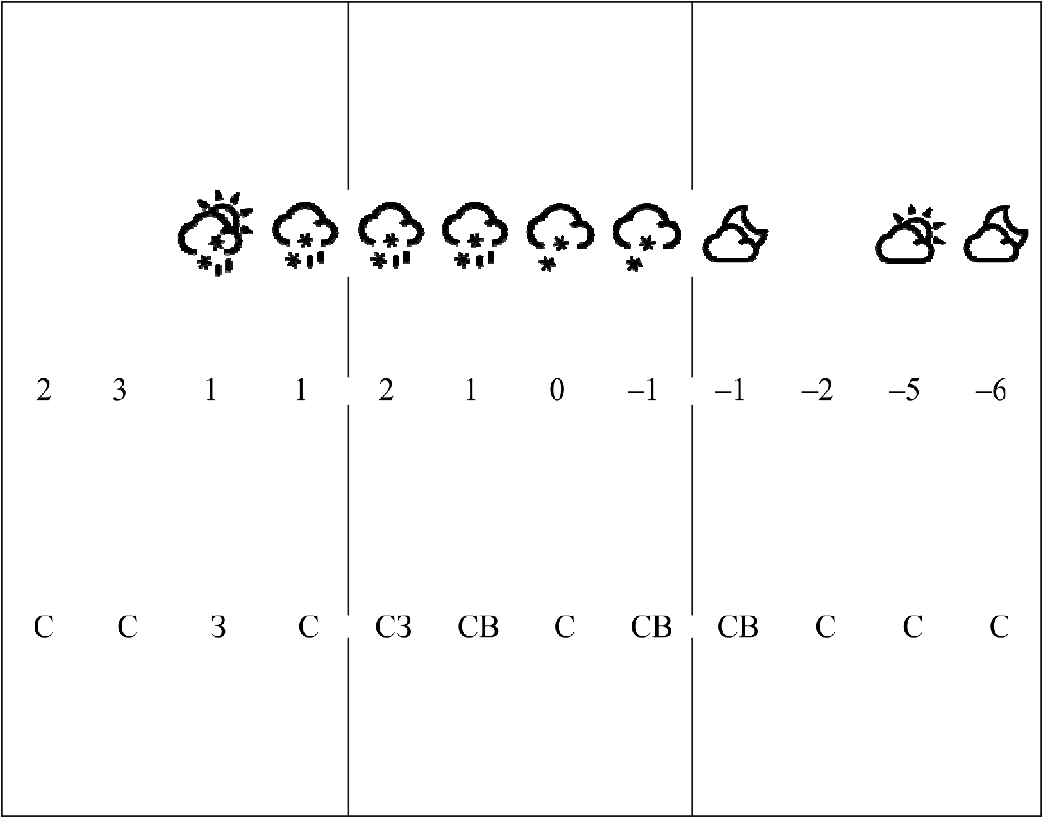 2 3 1 1 2 1 0 –1 –1 –2 –5 –6
С С З С СЗ СВ С СВ СВ С С С